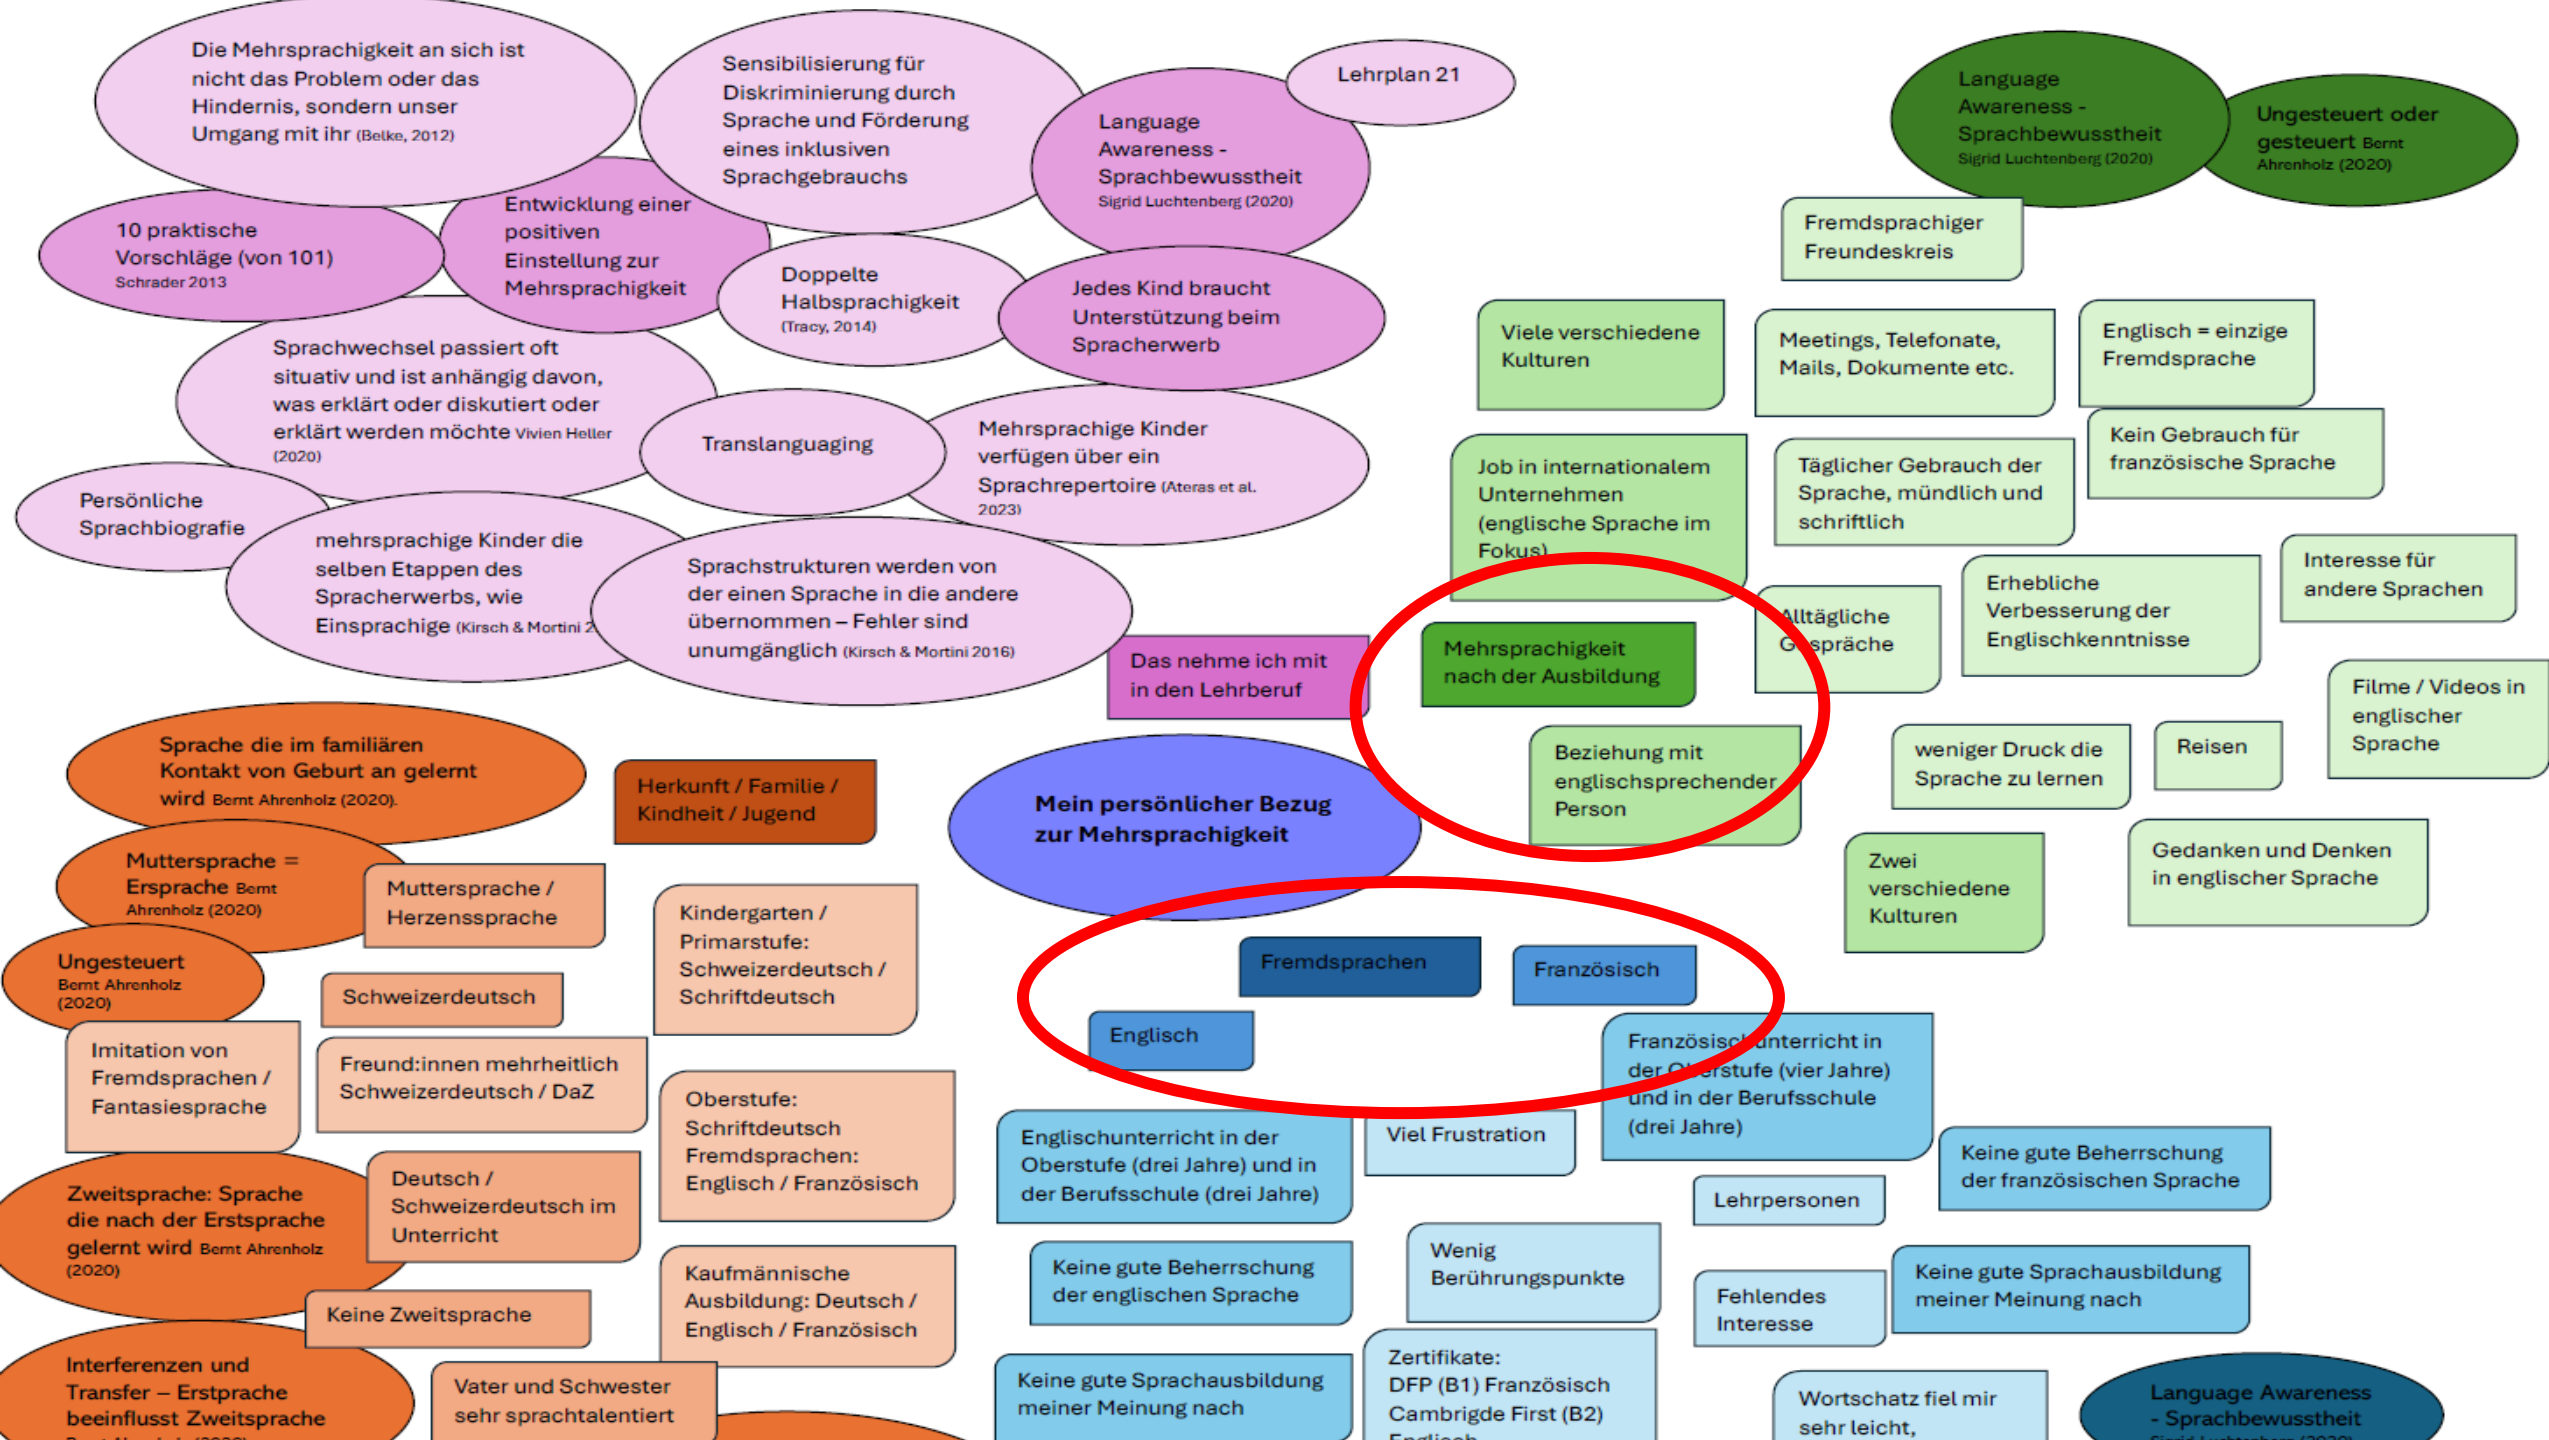 Die Mehrsprachigkeit an sich ist
nicht das Problem oder das
Hindernis, sondern unser
Umgang mit ihr (Belke, 2012)
Sensibilisierung für
Diskriminierung durch
Sprache und Förderung
eines inklusiven
Sprachgebrauchs
Lehrplan 21
Language
Awareness -
Sprachbewusstheit
Sigrid Luchtenberg (2020)
10 praktische
Vorschläge (von 101)
Schrader 2013
Entwicklung einer
positiven
Einstellung zur
Mehrsprachigkeit
Doppelte
Halbsprachigkeit
(Tracy, 2014)
Jedes Kind braucht
Unterstützung beim
Spracherwerb
Sprachwechsel passiert oft
situativ und ist anhängig davon,
was erklärt oder diskutiert oder
erklärt werden möchte Vivien Heller
(2020)
Translanguaging
Mehrsprachige Kinder
verfügen über ein
Sprachrepertoire (Ateras et al.
2023)
Persönliche
Sprachbiografie
mehrsprachige Kinder die
selben Etappen des
Spracherwerbs, wie
Einsprachige (Kirsch & Mortini 2
Sprachstrukturen werden von
der einen Sprache in die andere
übernommen – Fehler sind
unumgänglich (Kirsch & Mortini 2016)
Das nehme ich mit
in den Lehrberuf
Language
Awareness -
Sprachbewusstheit
Sigrid Luchtenberg (2020)
Ungesteuert oder
gesteuert Bernt
Ahrenholz (2020)
Fremdsprachiger
Freundeskreis
Viele verschiedene
Kulturen
Meetings, Telefonate,
Mails, Dokumente etc.
Englisch = einzige
Fremdsprache
Kein Gebrauch für
französische Sprache
Job in internationalem
Unternehmen
(englische Sprache im
Fokus)
Täglicher Gebrauch der
Sprache, mündlich und
schriftlich
Interesse für
andere Sprachen
Erhebliche
Verbesserung der
Englischkenntnisse
Alltägliche
Gespräche
Mehrsprachigkeit
nach der Ausbildung
Filme / Videos in
englischer
Sprache
Beziehung mit
englischsprechender
Person
weniger Druck die
Sprache zu lernen
Reisen
Zwei
verschiedene
Kulturen
Gedanken und Denken
in englischer Sprache
Mein persönlicher Bezug
zur Mehrsprachigkeit
Sprache die im familiären
Kontakt von Geburt an gelernt
wird Bernt Ahrenholz (2020).
Herkunft / Familie /
Kindheit / Jugend
Muttersprache =
Ersprache Bernt
Ahrenholz (2020)
Muttersprache /
Herzenssprache
Kindergarten /
Primarstufe:
Schweizerdeutsch /
Schriftdeutsch
Ungesteuert
Bernt Ahrenholz
(2020)
Schweizerdeutsch
Imitation von
Fremdsprachen /
Fantasiesprache
Freund:innen mehrheitlich
Schweizerdeutsch / DaZ
Oberstufe:
Schriftdeutsch
Fremdsprachen:
Englisch / Französisch
Zweitsprache: Sprache
die nach der Erstsprache
gelernt wird Bernt Ahrenholz
(2020)
Deutsch /
Schweizerdeutsch im
Unterricht
Kaufmännische
Ausbildung: Deutsch /
Englisch / Französisch
Keine Zweitsprache
Interferenzen und
Transfer – Erstprache
beeinflusst Zweitsprache
Vater und Schwester
sehr sprachtalentiert
Fremdsprachen
Französisch
Englisch
Französischunterricht in
der Oberstufe (vier Jahre)
und in der Berufsschule
(drei Jahre)
Englischunterricht in der
Oberstufe (drei Jahre) und in
der Berufsschule (drei Jahre)
Viel Frustration
Keine gute Beherrschung
der französischen Sprache
Lehrpersonen
Keine gute Beherrschung
der englischen Sprache
Wenig
Berührungspunkte
Fehlendes
Interesse
Keine gute Sprachausbildung
meiner Meinung nach
Keine gute Sprachausbildung
meiner Meinung nach
Zertifikate:
DFP (B1) Französisch
Cambrigde First (B2)
Wortschatz fiel mir
sehr leicht,
Language Awareness
- Sprachbewusstheit